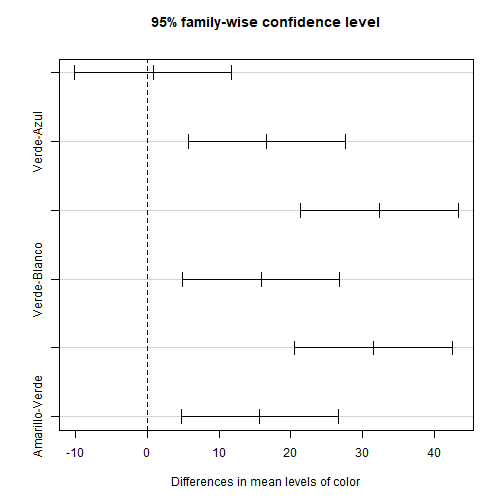 95% family-wise confidence level
Verde-Azul
Verde-Blanco
Amarillo-Verde
-10 0 10 20 30 40
Differences in mean levels of color